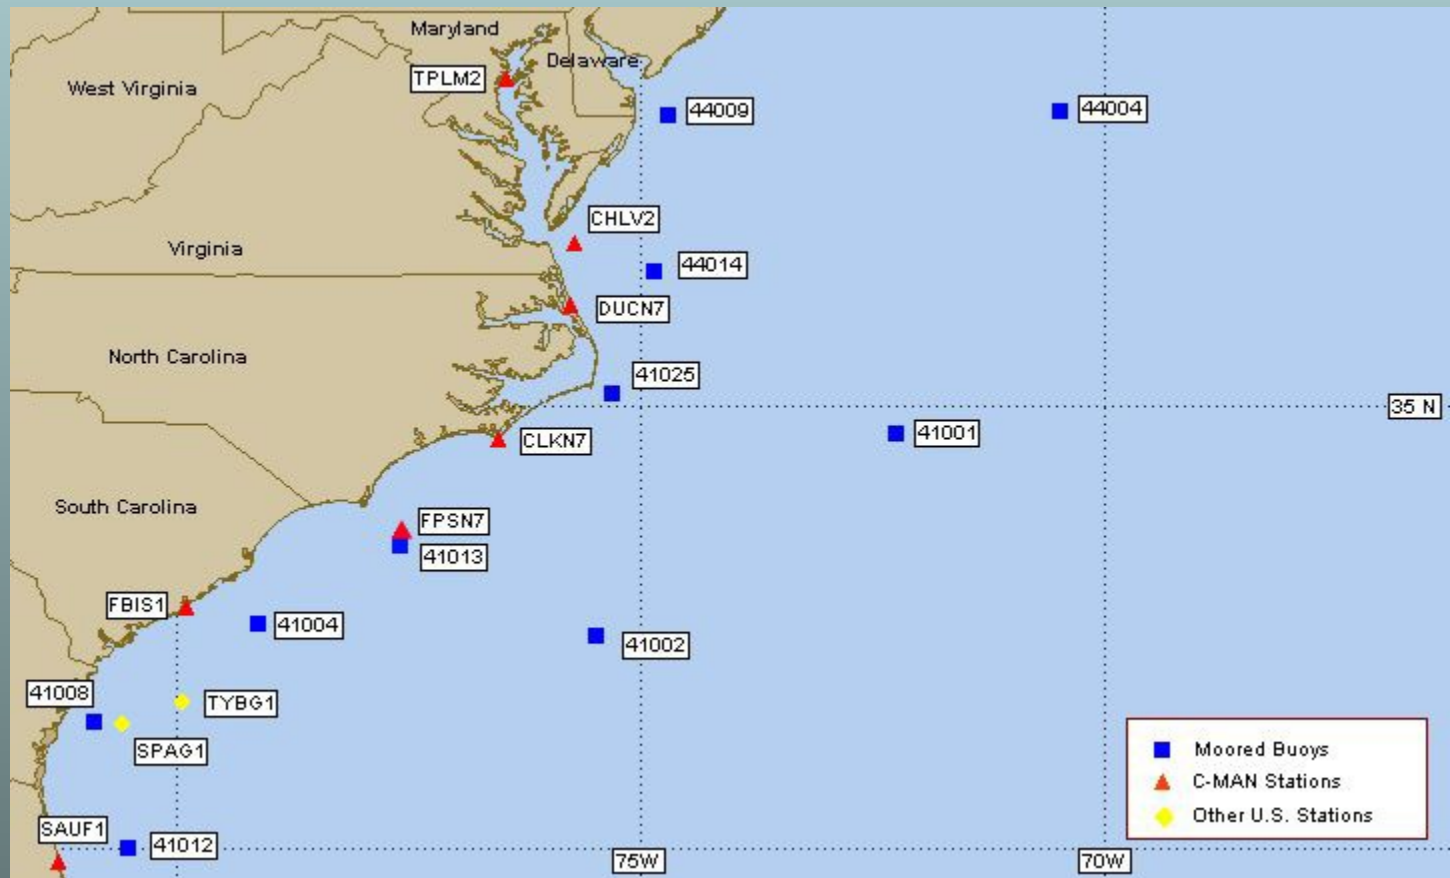 Maryland
Delaware
TPLM2
West Virginia
44009
44004
CHLV2
Virginia
44014
DUCN7
North Carolina
41025
35 N
41001
CLKN7
South Carolina
FPSN7
41013
FBIS1
41004
41002
41008
TYBG1
SPAG1
Moored Buoys
C-MAN Stations
Other U.S. Stations
SAUF1
41012
75W
70W